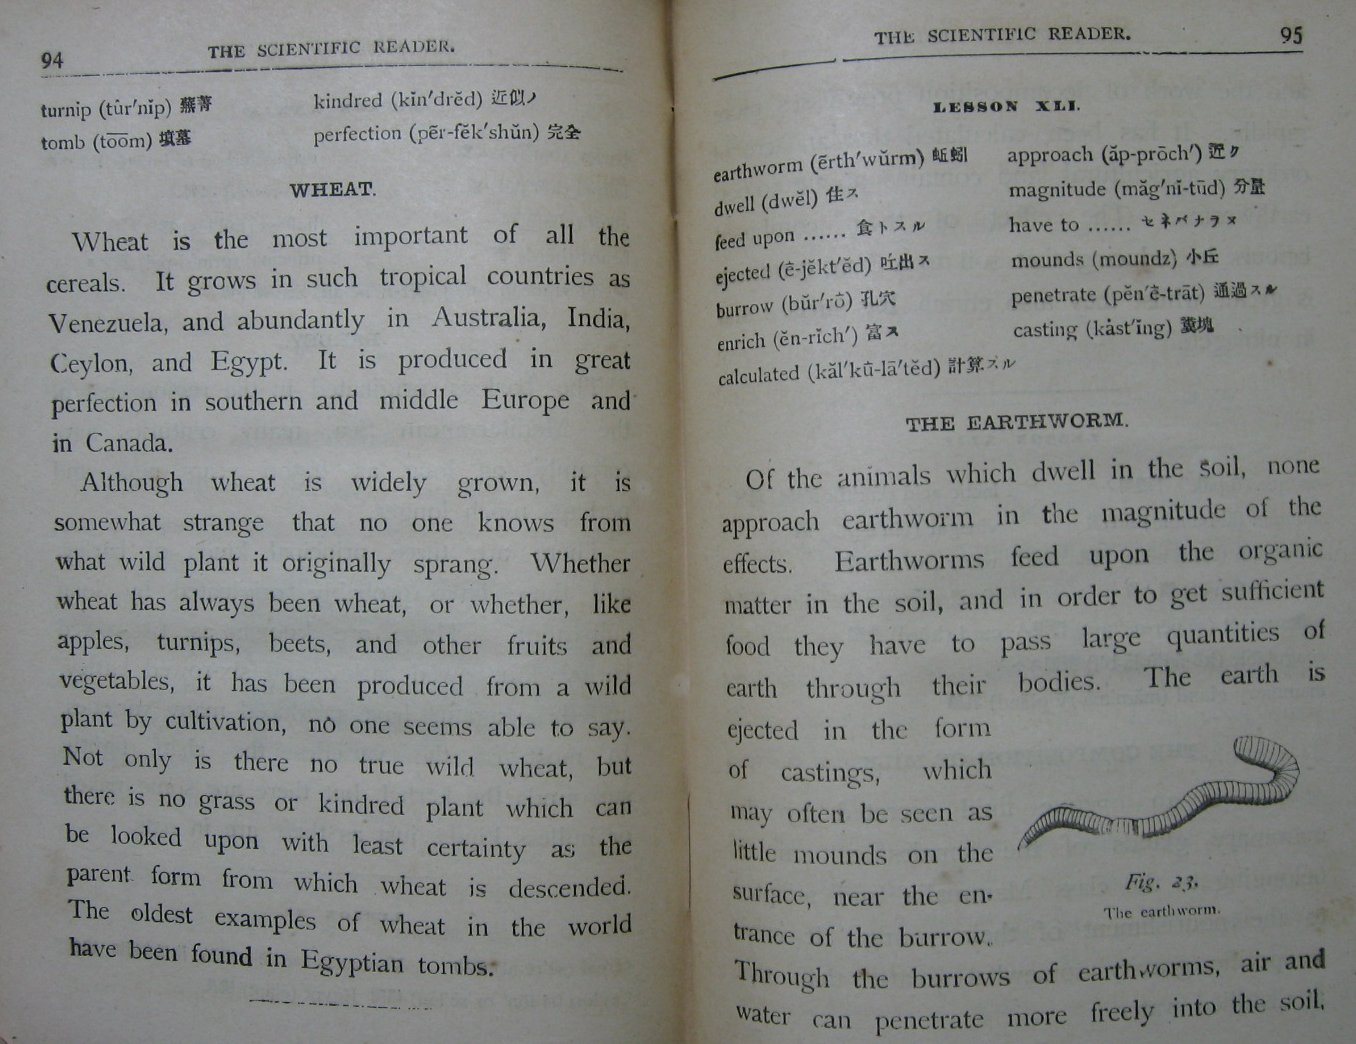 94
THE SCIENTIFIC READER.
turnip (tûr′nĭp) 蕪菁
kindred (kĭn′drĕd) 近似ノ
tomb (to͞om) 墳墓
perfection (pẽr-fĕk′shŭn) 完全
WHEAT.
Wheat is the most important of all the
cereals. It grows in such tropical countries as
Venezuela, and abundantly in Australia, India,
Ceylon, and Egypt. It is produced in great
perfection in southern and middle Europe and
in Canada.
Although wheat is widely grown, it is
somewhat strange that no one knows from
what wild plant it originally sprang. Whether
wheat has always been wheat, or whether, like
apples, turnips, beets, and other fruits and
vegetables, it has been produced from a wild
plant by cultivation, no one seems able to say.
Not only is there no true wild wheat, but
there is no grass or kindred plant which can
be looked upon with least certainty as the
parent form from which wheat is descended.
The oldest examples of wheat in the world
have been found in Egyptian tombs.
THE SCIENTIFIC READER.
95
LESSON XLI.
earthworm (ẽrth′wŭrm) 蚯蚓
approach (ăp-prōch′) 近ク
dwell (dwĕl) 住ス
magnitude (măg′nĭ-tūd) 分量
feed upon ...... 食トスル
have to ...... セネバナラヌ
ejected (ē-jĕkt′ĕd) 吐出ス
mounds (moundz) 小丘
burrow (bŭr′rō) 孔穴
penetrate (pĕn′ē-trāt) 通過スル
enrich (ĕn-rĭch′) 富ス
casting (kȧst′ĭng) 糞塊
calculated (kăl′kū-lā′tĕd) 計算スル
THE EARTHWORM.
Of the animals which dwell in the soil, none
approach earthworm in the magnitude of the
effects. Earthworms feed upon the organic
matter in the soil, and in order to get sufficient
food they have to pass large quantities of
earth through their bodies. The earth is
ejected in the form
of castings, which
may often be seen as
little mounds on the
surface, near the en-
trance of the burrow.
Fig. 23.
The earthworm.
Through the burrows of earthworms, air and
water can penetrate more freely into the soil,